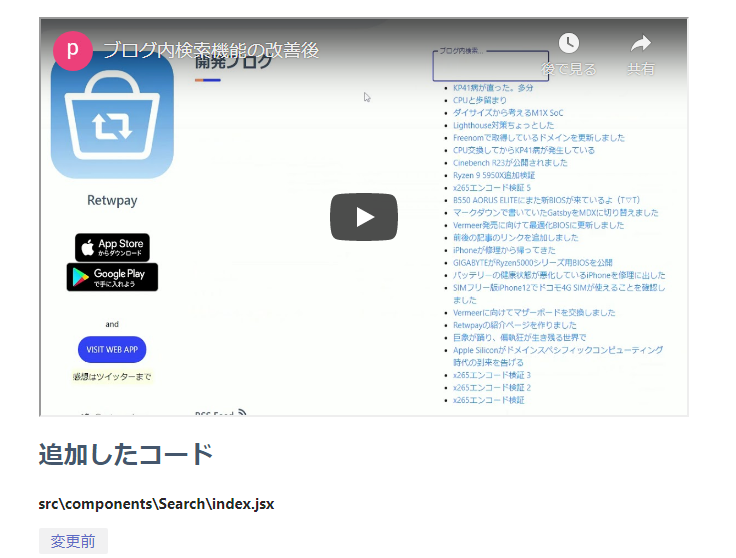 p
ブログ内検索機能の改善後
後で見る
共有
開発ブログ
Retwpay
App Store
からダウンロード
Google Play
で手に入れよう
and
VISIT WEB APP
感想はツイッターまで
ブログ内検索...
KP41病が直った。多分
CPUと歩留まり
ダイサイズから考えるM1X SoC
Lighthouse対策ちょっとした
Freenomで取得しているドメインを更新しました
CPU交換してからKP41病が発生している
Cinebench R23が公開されました
Ryzen 9 5950X追加検証
x265エンコード検証 5
B550 AORUS ELITEにまた新BIOSが来ているよ（T▽T）
マークダウンで書いていたGatsbyをMDXに切り替えました
Vermeer発売に向けて最適化BIOSに更新しました
前後の記事のリンクを追加しました
iPhoneが修理から帰ってきた
GIGABYTEがRyzen5000シリーズ用BIOSを公開
バッテリーの健康状態が悪化しているiPhoneを修理に出した
SIMフリー版iPhone12でドコモ4G SIMが使えることを確認し
ました
Vermeerに向けてマザーボードを交換しました
Retwpayの紹介ページを作りました
巨象が踊り、偏執狂が生き残る世界で
Apple Siliconがドメインスペシフィックコンピューティング
時代の到来を告げる
x265エンコード検証 3
x265エンコード検証 2
x265エンコード検証
RSS Feed
追加したコード
src\components\Search\index.jsx
変更前